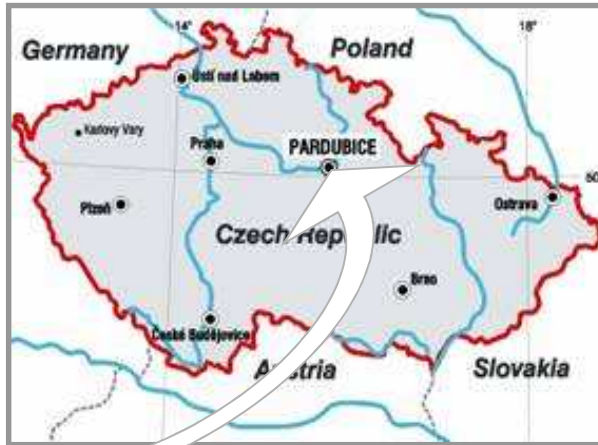 14°
18°
Germany
Poland
Ústí nad Labem
Karlovy Vary
Praha
PARDUBICE
50
Plzeň
Ostrava
Czech Republic
Brno
České Budějovice
Austria
Slovakia